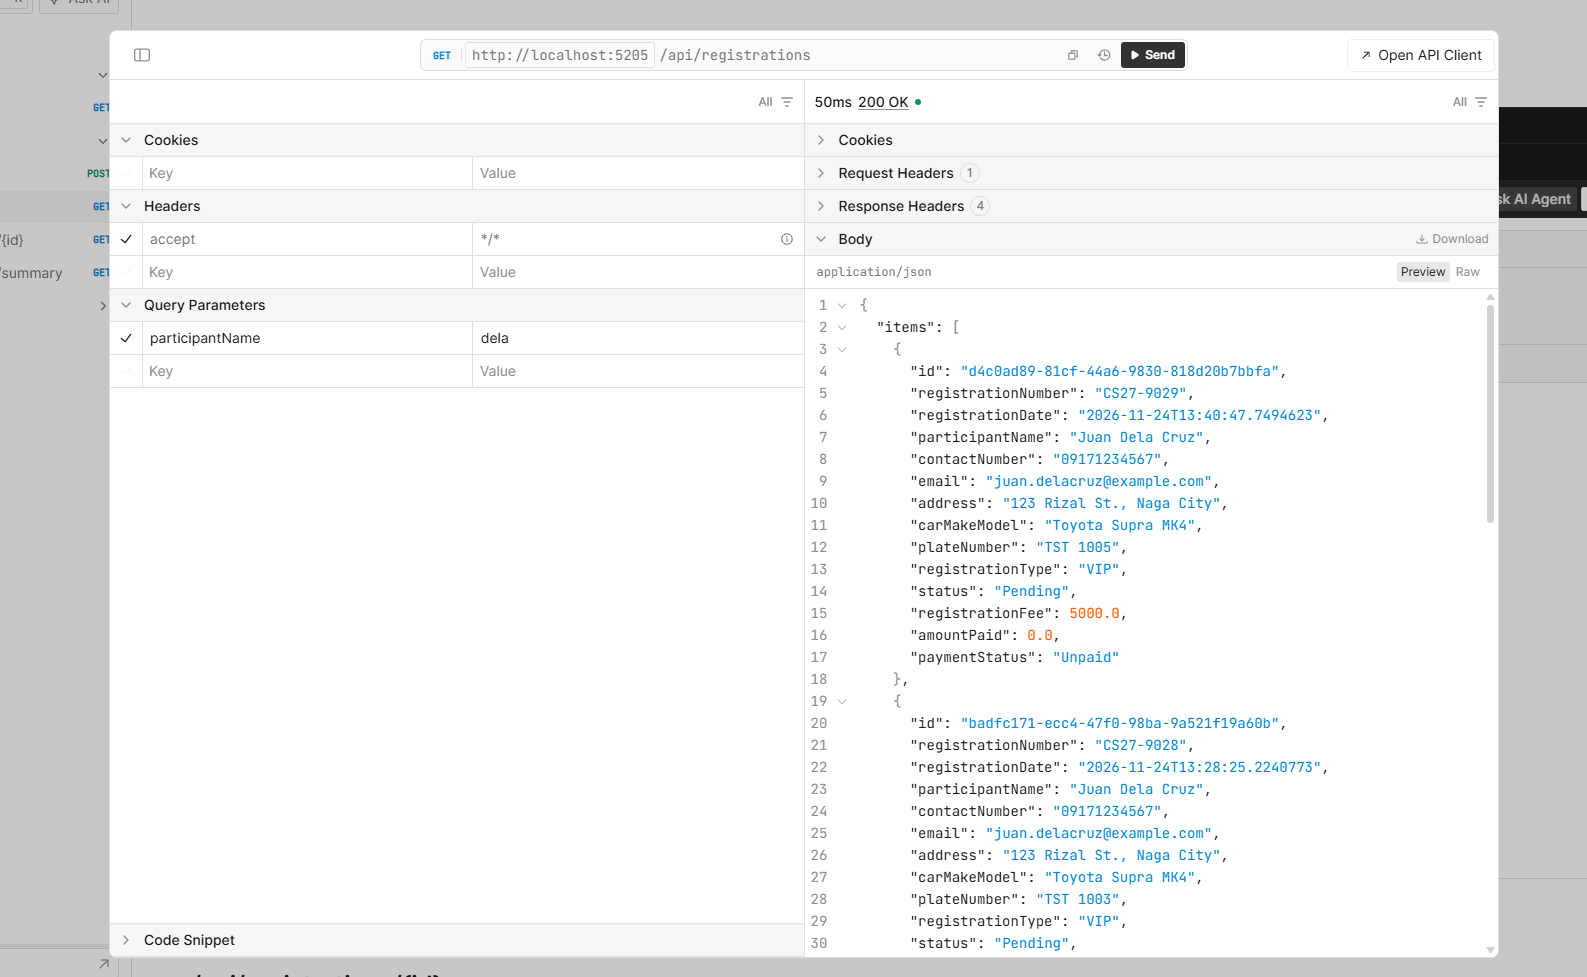 Ask AI
GET http://localhost:5205 /api/registrations Send
Open API Client
All
50ms 200 OK
All
GET
POST
GET
/{id} GET
/summary GET
Cookies
Key Value
Headers
accept */*
Key Value
Query Parameters
participantName dela
Key Value
Code Snippet
Cookies
Request Headers 1
Response Headers 4
Body Download
application/json Preview Raw
1 {
2 "items": [
3 {
4 "id": "d4c0ad89-81cf-44a6-9830-818d20b7bbfa",
5 "registrationNumber": "CS27-9029",
6 "registrationDate": "2026-11-24T13:40:47.7494623",
7 "participantName": "Juan Dela Cruz",
8 "contactNumber": "09171234567",
9 "email": "juan.delacruz@example.com",
10 "address": "123 Rizal St., Naga City",
11 "carMakeModel": "Toyota Supra MK4",
12 "plateNumber": "TST 1005",
13 "registrationType": "VIP",
14 "status": "Pending",
15 "registrationFee": 5000.0,
16 "amountPaid": 0.0,
17 "paymentStatus": "Unpaid"
18 },
19 {
20 "id": "badfc171-ecc4-47f0-98ba-9a521f19a60b",
21 "registrationNumber": "CS27-9028",
22 "registrationDate": "2026-11-24T13:28:25.2240773",
23 "participantName": "Juan Dela Cruz",
24 "contactNumber": "09171234567",
25 "email": "juan.delacruz@example.com",
26 "address": "123 Rizal St., Naga City",
27 "carMakeModel": "Toyota Supra MK4",
28 "plateNumber": "TST 1003",
29 "registrationType": "VIP",
30 "status": "Pending",
sk AI Agent